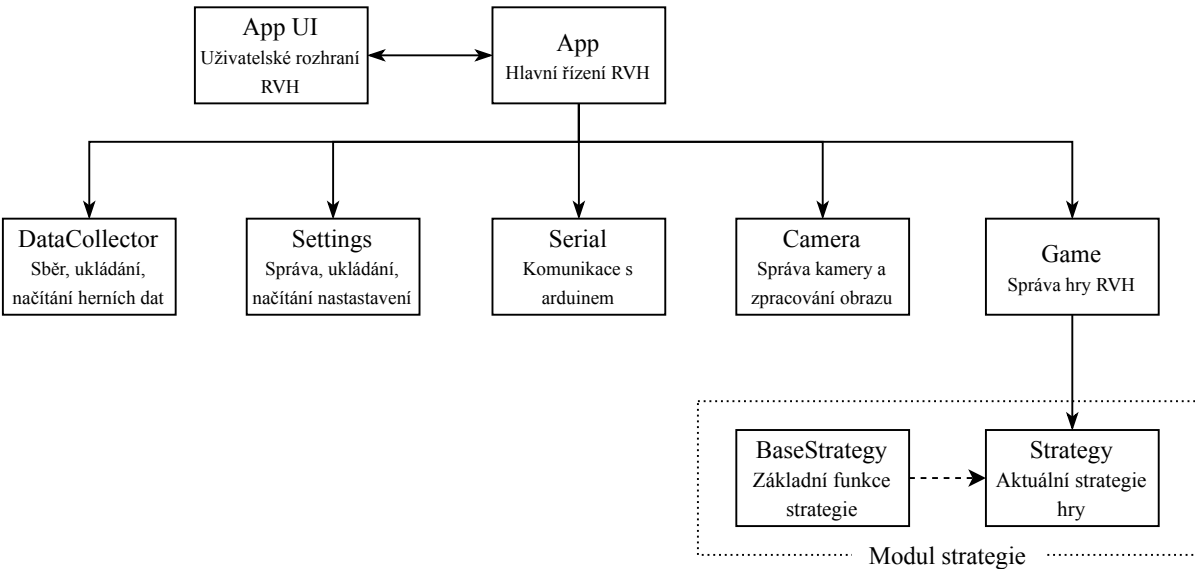 App UI
Uživatelské rozhraní
RVH
App
Hlavní řízení RVH
DataCollector
Sběr, ukládání,
načítání herních dat
Settings
Správa, ukládání,
načítání nastastavení
Serial
Komunikace s
arduinem
Camera
Správa kamery a
zpracování obrazu
Game
Správa hry RVH
BaseStrategy
Základní funkce
strategie
Strategy
Aktuální strategie
hry
Modul strategie